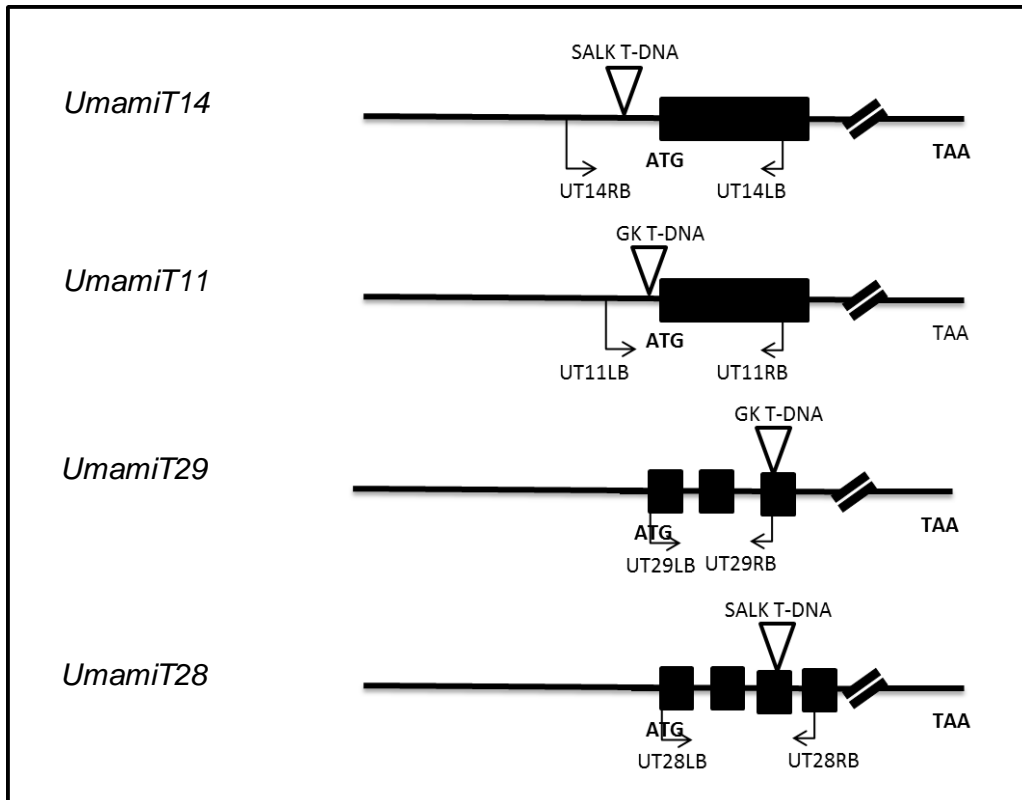 SALK T-DNA
UmamiT14
ATG
TAA
UT14RB
UT14LB
GK T-DNA
UmamiT11
ATG
TAA
UT11LB
UT11RB
GK T-DNA
UmamiT29
ATG
TAA
UT29LB
UT29RB
SALK T-DNA
UmamiT28
ATG
TAA
UT28LB
UT28RB